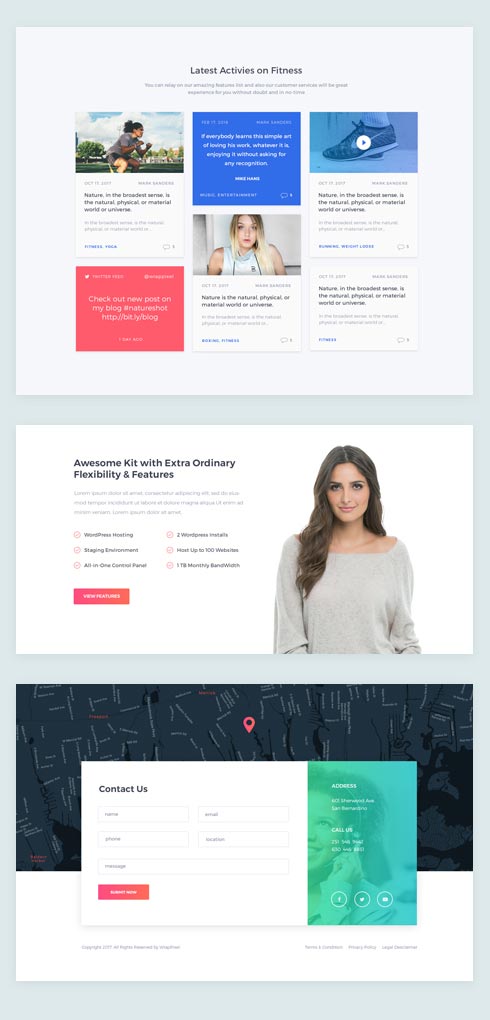 Latest Activies on Fitness
You can relay on our amazing features list and also our customer services will be great
experience for you without doubt and in no-time
OCT 17, 2017 MARK SANDERS
Nature, in the broadest sense, is
the natural, physical, or material
world or universe.
In the broadest sense, is the natural,
physical, or material world or...
FITNESS, YOGA 5
TWITTER FEED
Check out new post on
my blog #natureshot
http://bit.ly/blog
1 DAY AGO
FEB 17, 2018 MARK SANDERS
If everybody learns this simple art
of loving his work, whatever it is,
enjoying it without asking for
any recognition.
MIKE HAMS
MUSIC, ENTERTAINMENT 5
OCT 17, 2017 MARK SANDERS
Nature is the natural, physical, or
material world or universe.
In the broadest sense, is the natural,
physical, or material world or...
BOXING, FITNESS 5
OCT 17, 2017 MARK SANDERS
Nature, in the broadest sense, is
the natural, physical, or material
world or universe.
In the broadest sense, is the natural,
physical, or material world or...
RUNNING, WEIGHT LOOSE 5
OCT 17, 2017 MARK SANDERS
Nature, in the broadest sense, is
the natural, physical, or material
world or universe.
In the broadest sense, is the natural,
physical, or material world or...
FITNESS 5
Awesome Kit with Extra Ordinary
Flexibility & Features
Lorem ipsum dolor sit amet, consectetur adipiscing elit, sed do eius
mod tempor incididunt ut labore et dolore magna aliqua Ut enim ad
minim veniam. Lorem ipsum dolor sit amet.
WordPress Hosting 2 Wordpress Installs
Staging Environment Host Up to 100 Websites
All-in-One Control Panel 1 TB Monthly BandWidth
VIEW FEATURES
Merrick
Freeport
Contact Us
name email
phone location
message
SUBMIT NOW
ADDRESS
601 Sherwood Ave.
San Bernardino
CALL US
251 546 9442
630 446 8851
Copyright 2017. All Rights Reserved by WrapPixel
Terms & Condition Privacy Policy Legal Desclaimer